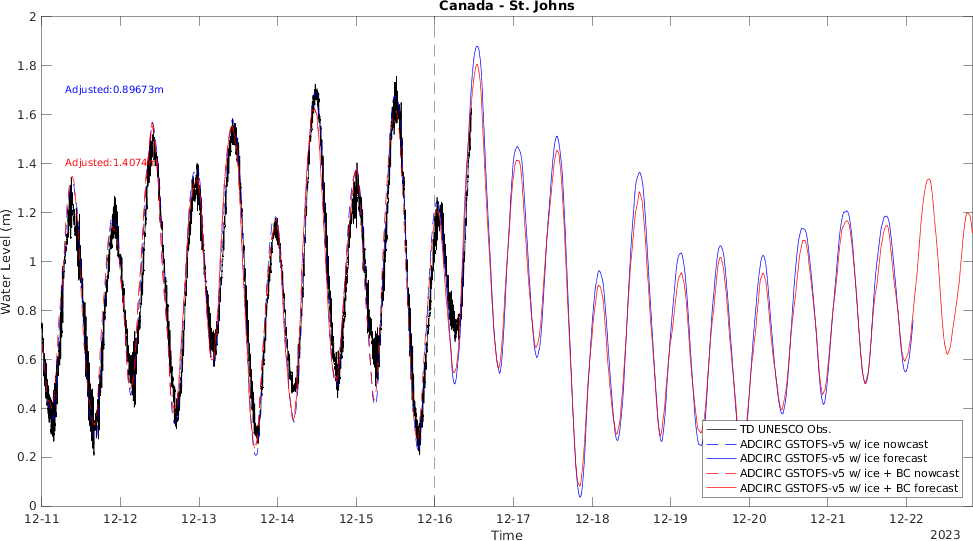 Canada - St. Johns
2
1.8
1.6
1.4
1.2
1
0.8
0.6
0.4
0.2
0
Water Level (m)
Adjusted:0.89673m
Adjusted:1.4074
TD UNESCO Obs.
ADCIRC GSTOFS-v5 w/ ice nowcast
ADCIRC GSTOFS-v5 w/ ice forecast
ADCIRC GSTOFS-v5 w/ ice + BC nowcast
ADCIRC GSTOFS-v5 w/ ice + BC forecast
12-11 12-12 12-13 12-14 12-15 12-16 12-17 12-18 12-19 12-20 12-21 12-22
Time
2023